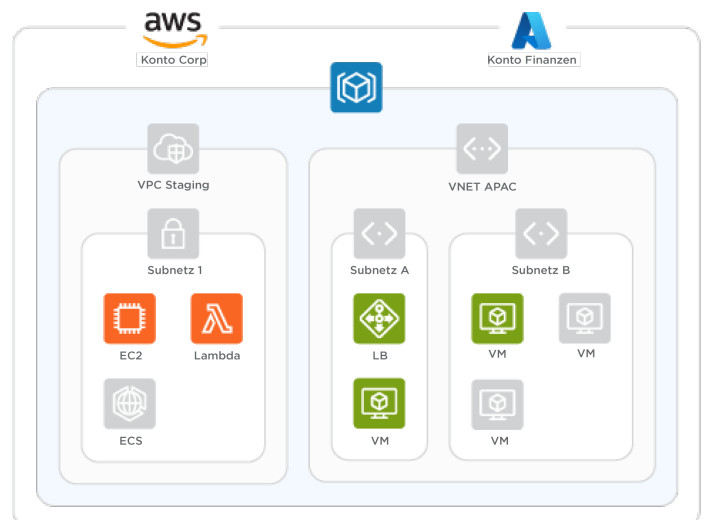 aws
Konto Corp
Konto Finanzen
VPC Staging
VNET APAC
Subnetz 1
Subnetz A
Subnetz B
EC2
Lambda
LB
VM
VM
ECS
VM
VM